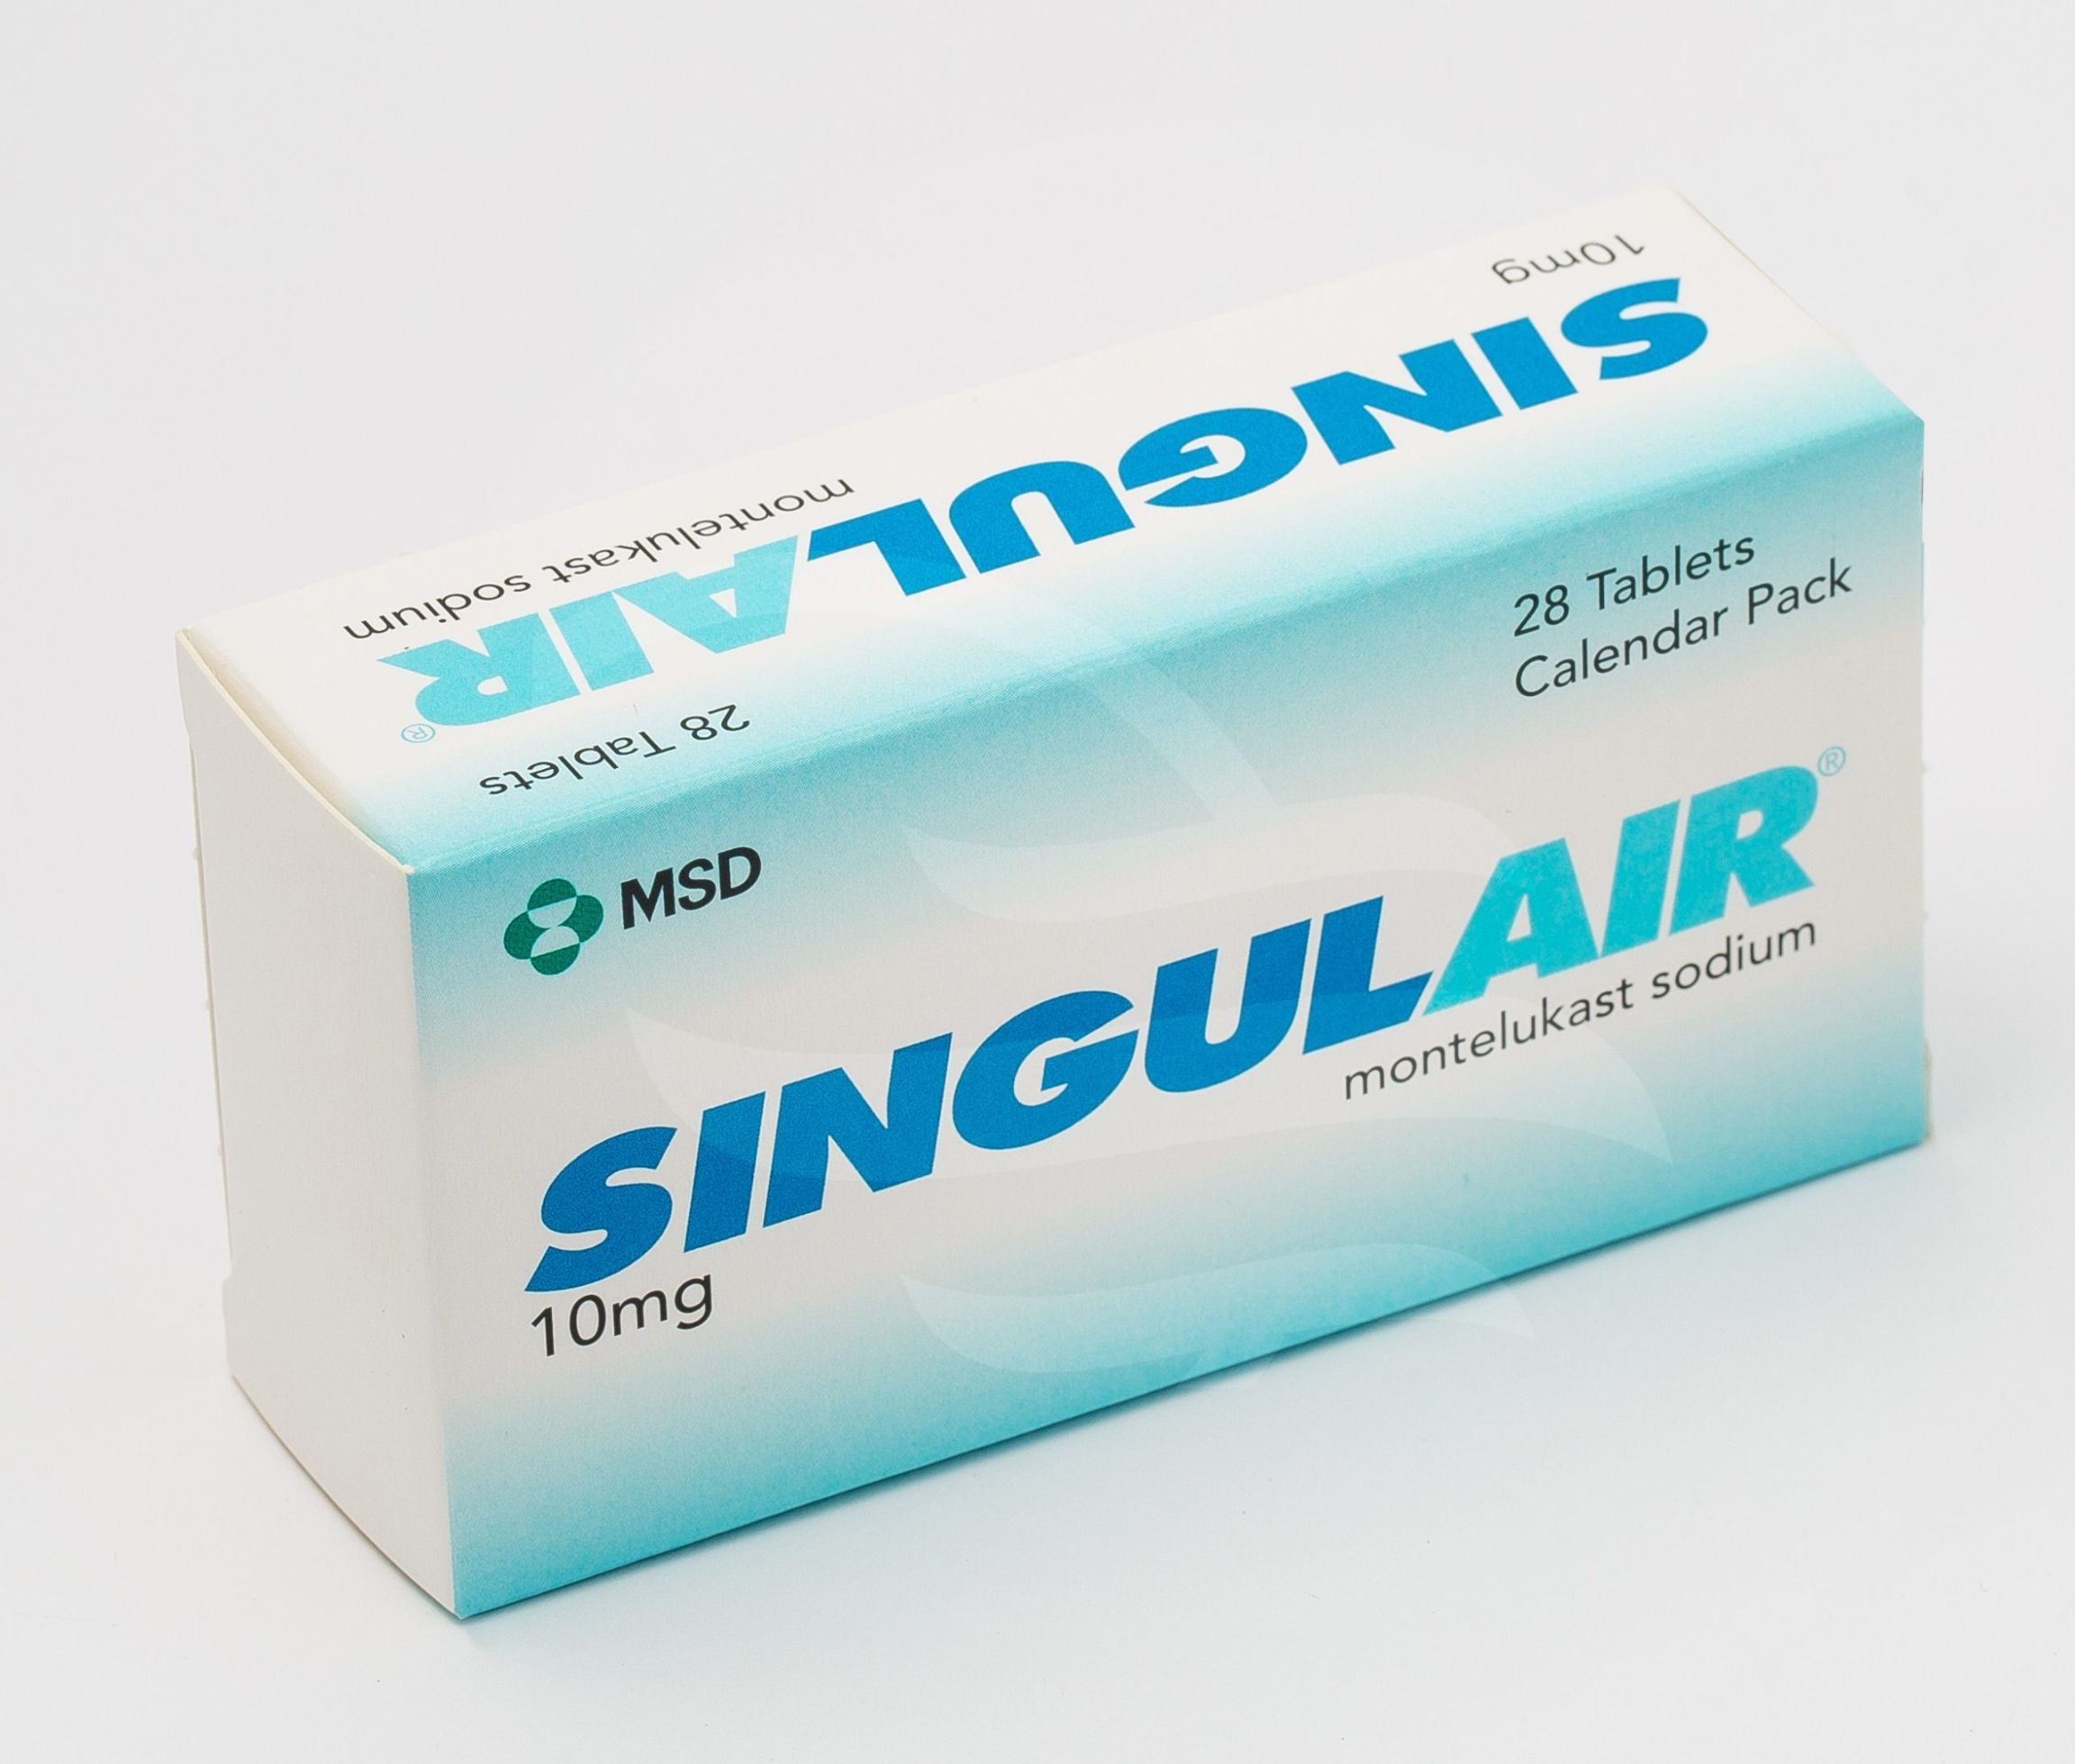 10mg
SINGULAIR®
montelukast sodium
28 Tablets
MSD
28 Tablets
Calendar Pack
SINGULAIR®
montelukast sodium
10mg